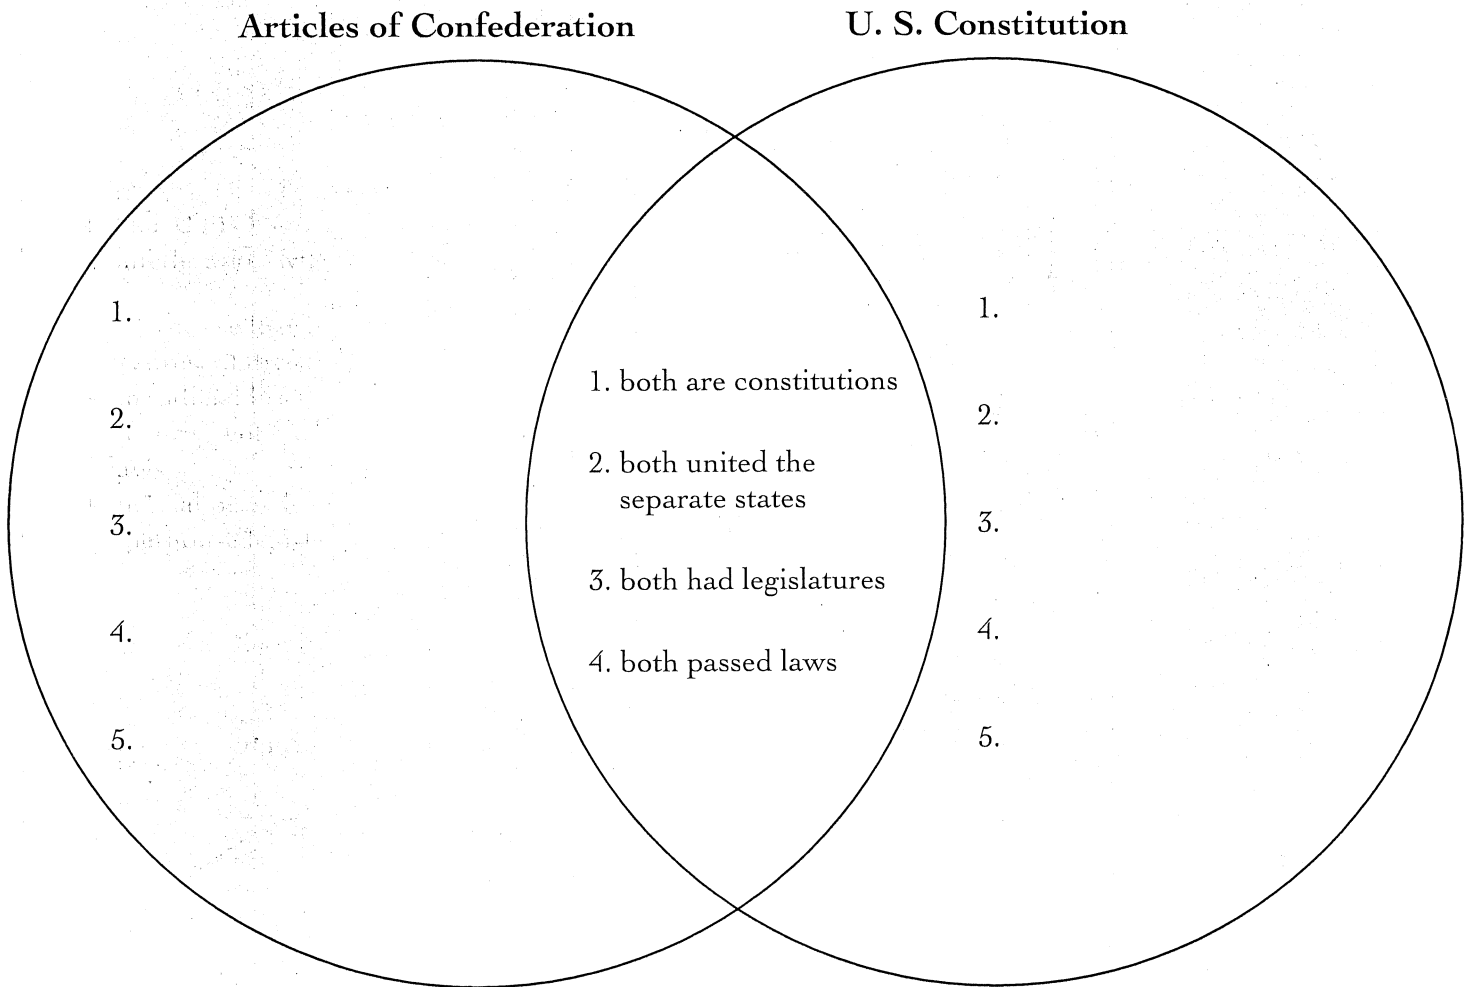 Articles of Confederation
U. S. Constitution
1.
2.
3.
4.
5.
1. both are constitutions
2. both united the
separate states
3. both had legislatures
4. both passed laws
1.
2.
3.
4.
5.